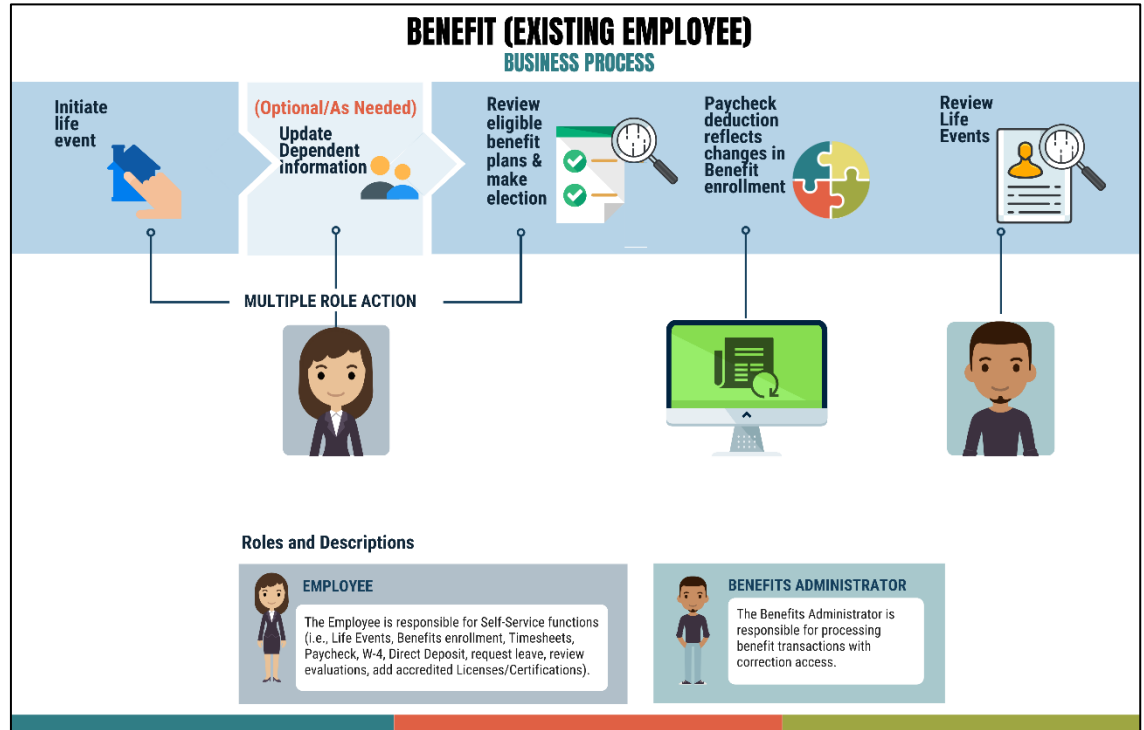 BENEFIT (EXISTING EMPLOYEE)
BUSINESS PROCESS
Initiate
life
event
(Optional/As Needed)
Update
Dependent
information
Review
eligible
benefit
plans &
make
election
Paycheck
deduction
reflects
changes in
Benefit
enrollment
Review
Life
Events
MULTIPLE ROLE ACTION
Roles and Descriptions
EMPLOYEE
The Employee is responsible for Self-Service functions
(i.e., Life Events, Benefits enrollment, Timesheets,
Paycheck, W-4, Direct Deposit, request leave, review
evaluations, add accredited Licenses/Certifications).
BENEFITS ADMINISTRATOR
The Benefits Administrator is
responsible for processing
benefit transactions with
correction access.